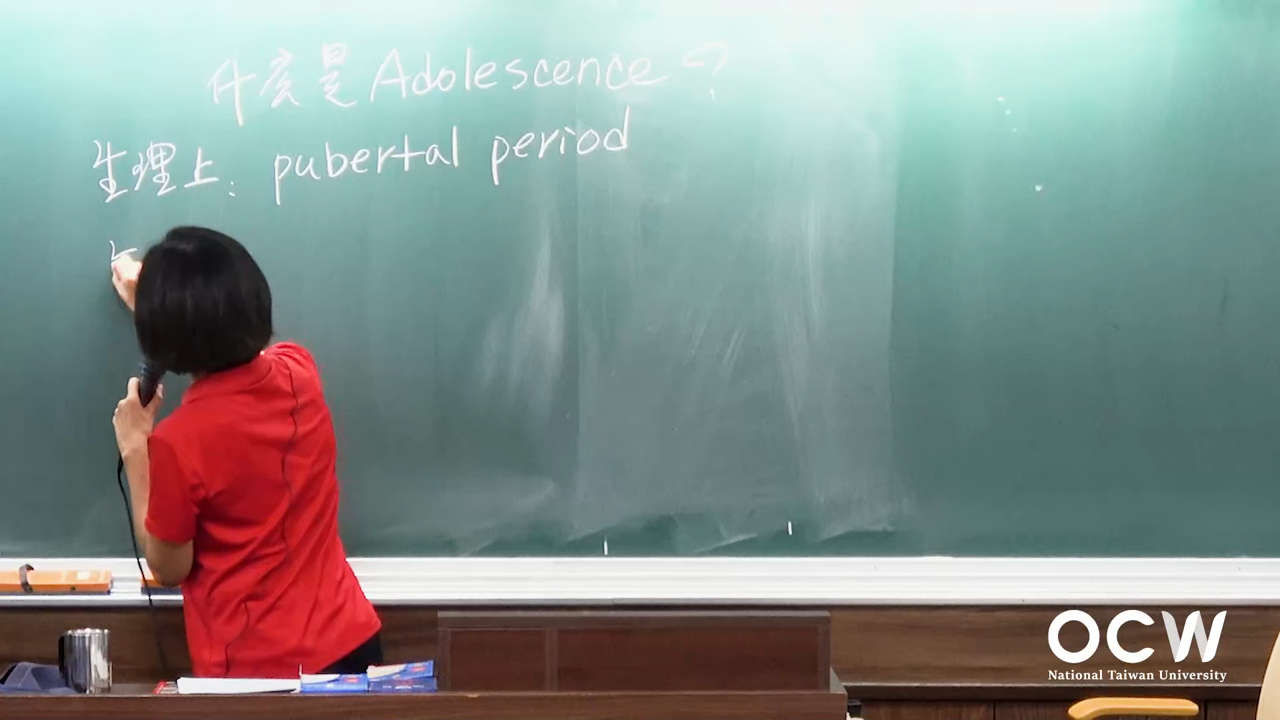 什麼是Adolescence?
生理上: pubertal period
OCW
National Taiwan University